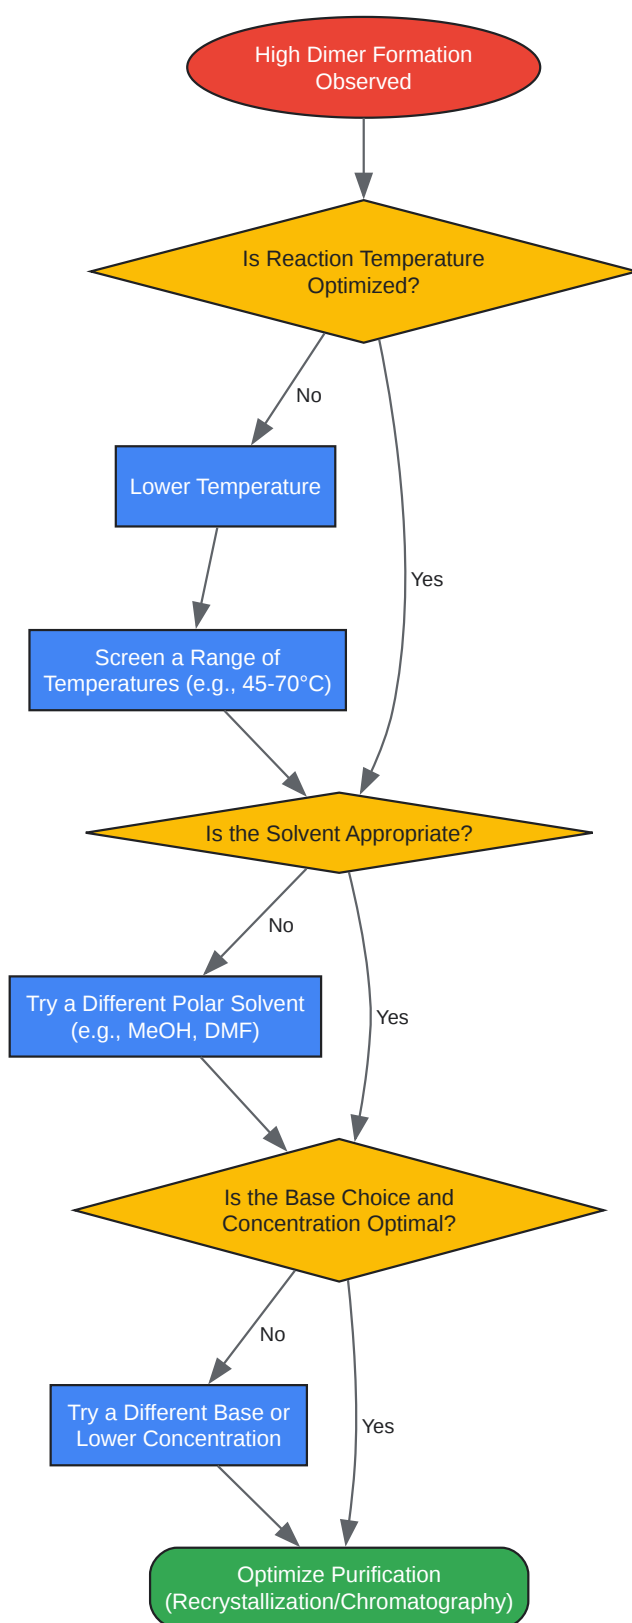 High Dimer Formation
Observed
Is Reaction Temperature
Optimized?
No
Lower Temperature
Yes
Screen a Range of
Temperatures (e.g., 45-70°C)
Is the Solvent Appropriate?
No
Try a Different Polar Solvent
(e.g., MeOH, DMF)
Yes
Is the Base Choice and
Concentration Optimal?
No
Try a Different Base or
Lower Concentration
Yes
Optimize Purification
(Recrystallization/Chromatography)